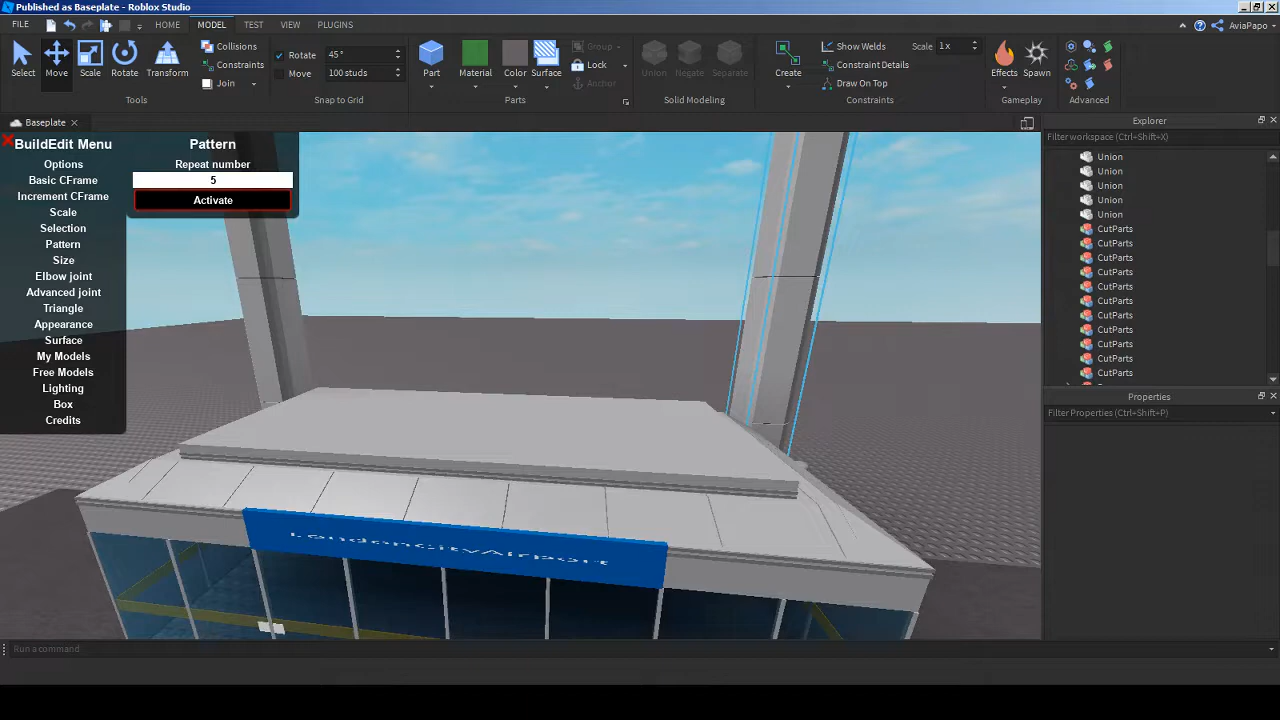 Published as Baseplate - Roblox Studio
FILE HOME MODEL TEST VIEW PLUGINS AviaPapo
Select Move Scale Rotate Transform
Collisions
Constraints
Join
Tools
Rotate 45°
Move 100 studs
Snap to Grid
Part Material Color Surface
Group
Lock
Anchor
Parts
Union Negate Separate
Solid Modeling
Create
Show Welds Scale 1x
Constraint Details
Draw On Top
Constraints
Effects Spawn
Gameplay
Advanced
Baseplate
BuildEdit Menu
Options
Basic CFrame
Increment CFrame
Scale
Selection
Pattern
Size
Elbow joint
Advanced joint
Triangle
Appearance
Surface
My Models
Free Models
Lighting
Box
Credits
Pattern
Repeat number
5
Activate
LondonCityAirport
Explorer
Filter workspace (Ctrl+Shift+X)
Union
Union
Union
Union
Union
CutParts
CutParts
CutParts
CutParts
CutParts
CutParts
CutParts
CutParts
CutParts
CutParts
CutParts
Properties
Filter Properties (Ctrl+Shift+P)
Run a command